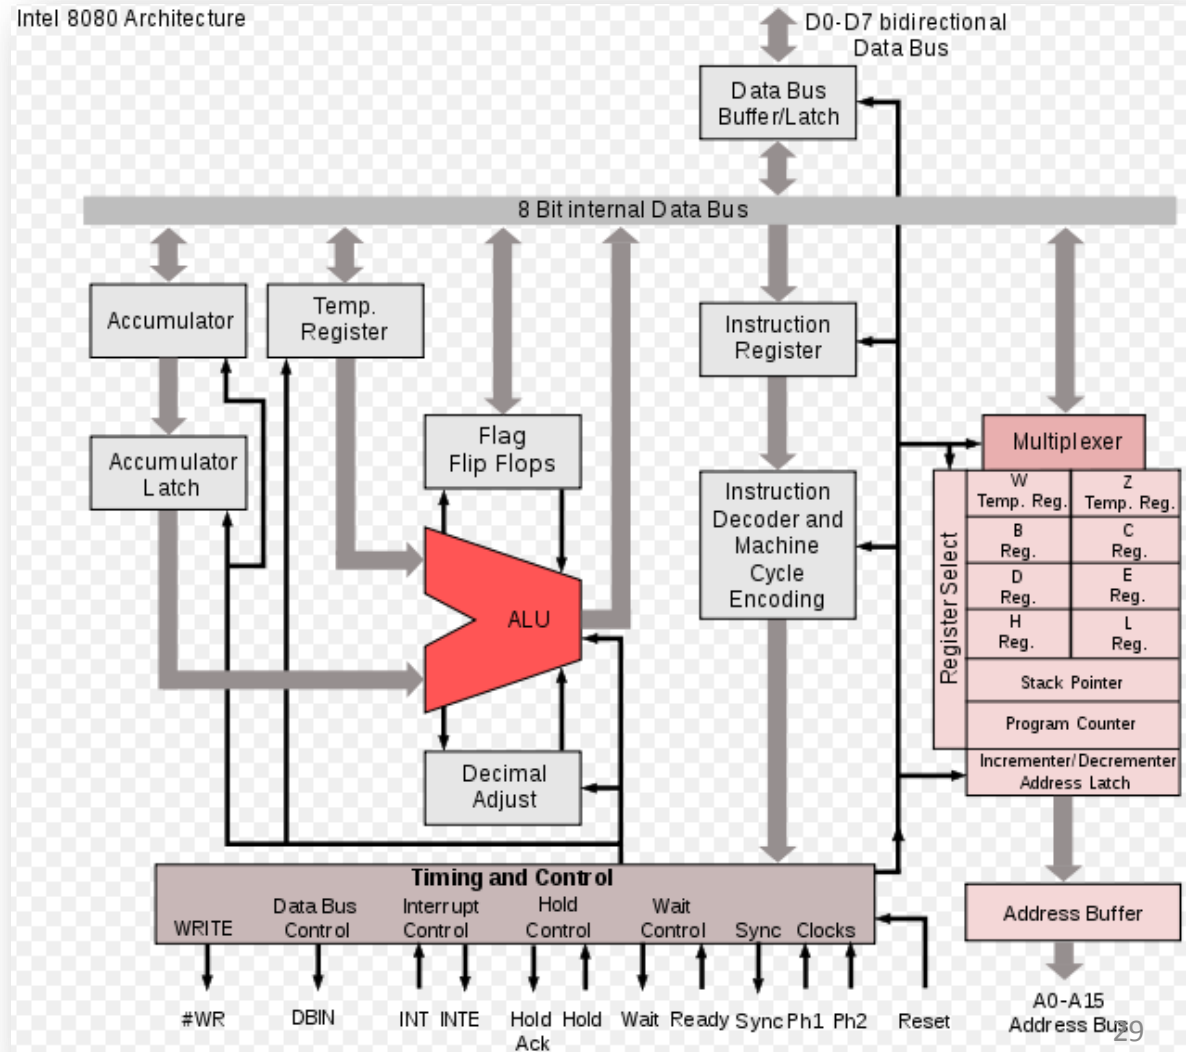 Intel 8080 Architecture
D0-D7 bidirectional
Data Bus
Data Bus
Buffer/Latch
8 Bit internal Data Bus
Accumulator
Temp.
Register
Instruction
Register
Flag
Flip Flops
Multiplexer
Accumulator
Latch
Instruction
Decoder and
Machine
Cycle
Encoding
ALU
Register Select
W
Temp. Reg.
Z
Temp. Reg.
B
Reg.
C
Reg.
D
Reg.
E
Reg.
H
Reg.
L
Reg.
Stack Pointer
Program Counter
Incrementer/Decrementer
Address Latch
Decimal
Adjust
Timing and Control
WRITE
Data Bus
Control
Interrupt
Control
Hold
Control
Wait
Control
Sync
Clocks
Address Buffer
#WR
DBIN
INT
INTE
Hold
Ack
Hold
Wait
Ready
Sync
Ph1
Ph2
Reset
A0-A15
Address Bus
29